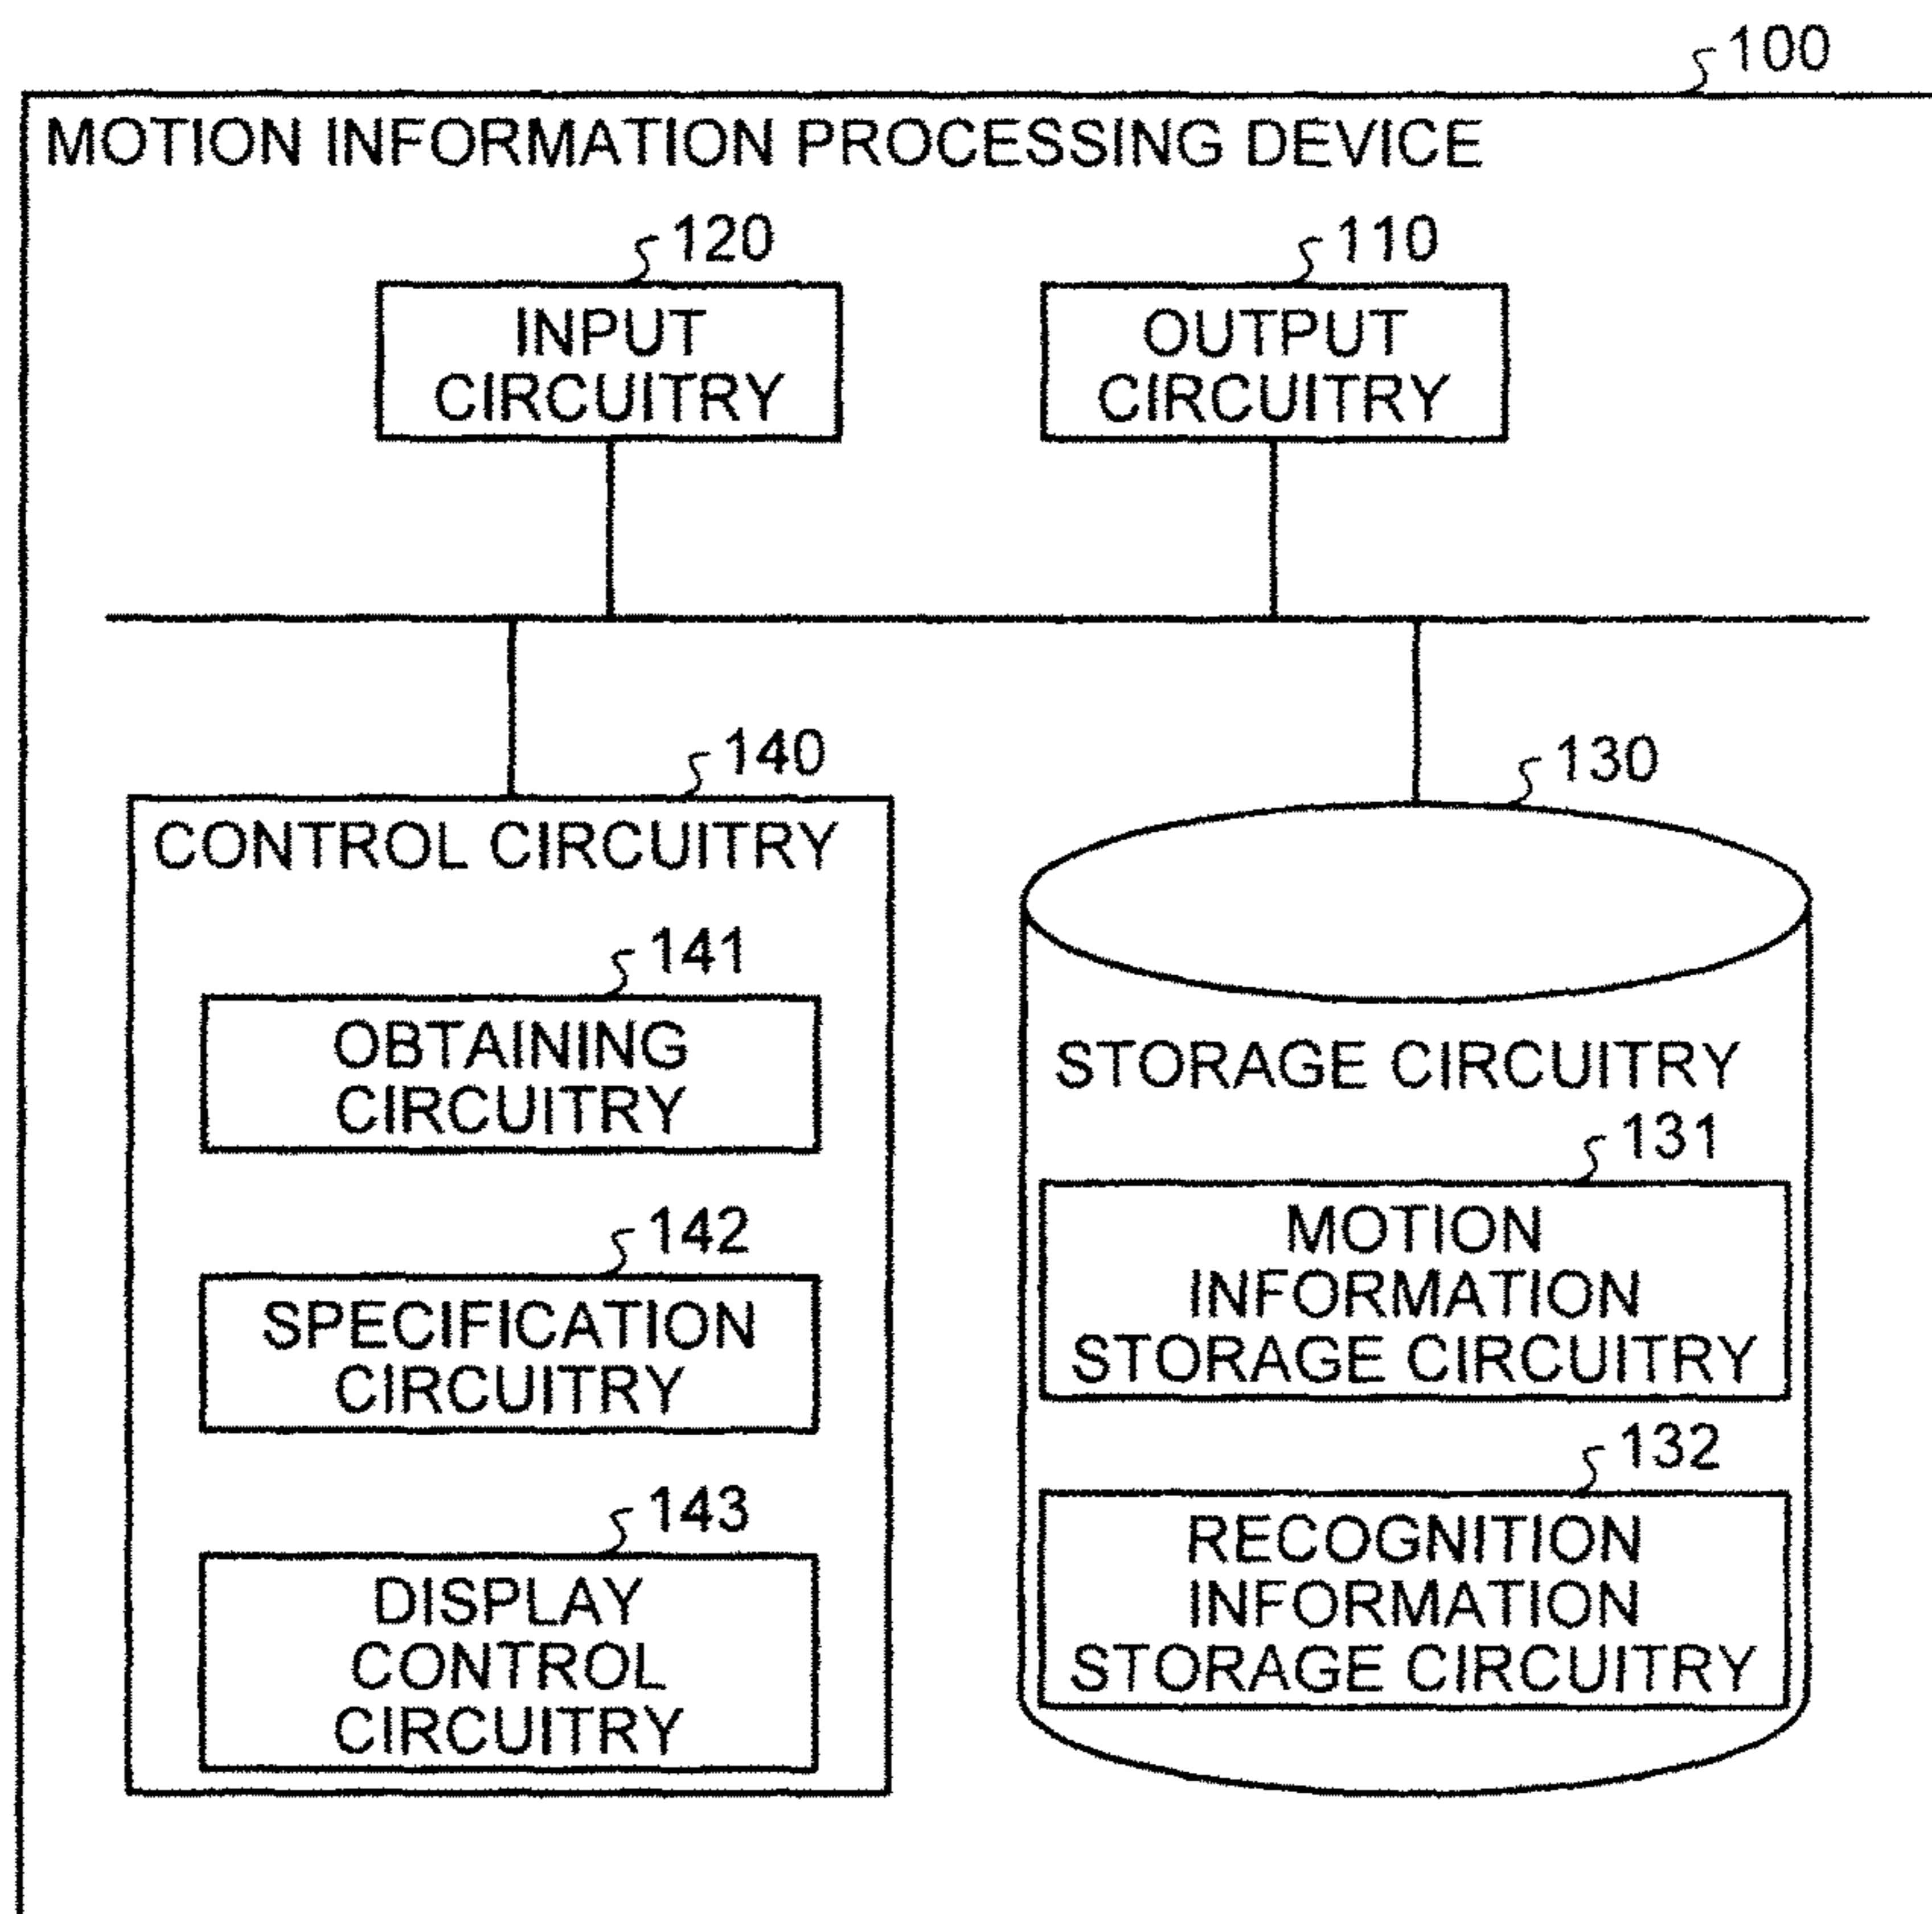 100
MOTION INFORMATION PROCESSING DEVICE
120
INPUT
CIRCUITRY
110
OUTPUT
CIRCUITRY
140
CONTROL CIRCUITRY
141
OBTAINING
CIRCUITRY
142
SPECIFICATION
CIRCUITRY
143
DISPLAY
CONTROL
CIRCUITRY
130
STORAGE CIRCUITRY
131
MOTION
INFORMATION
STORAGE CIRCUITRY
132
RECOGNITION
INFORMATION
STORAGE CIRCUITRY